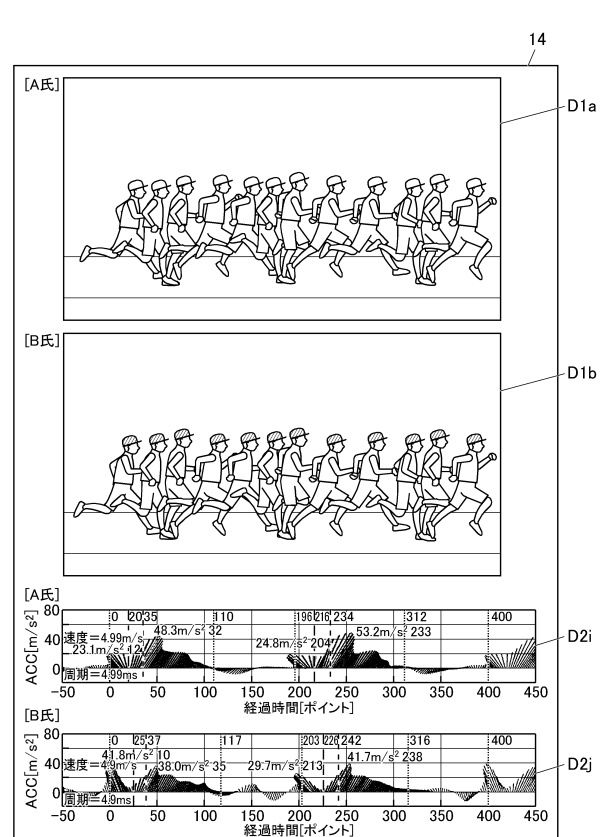 14
[A氏]
D1a
[B氏]
D1b
[A氏]
ACC[m/s²]
80
40
0
0 20 35 110 196 216 234 312 400
速度=4.99m/s
48.3m/s² 32
53.2m/s² 233
23.1m/s² 12
24.8m/s² 204
周期=4.99ms
-50 0 50 100 150 200 250 300 350 400 450
経過時間[ポイント]
D2i
[B氏]
ACC[m/s²]
80
40
0
0 25 37 117 203 226 242 316 400
41.8m/s² 10
41.7m/s² 238
速度=4.9m/s
38.0m/s² 35
29.7m/s² 213
周期=4.9ms
-50 0 50 100 150 200 250 300 350 400 450
経過時間[ポイント]
D2j